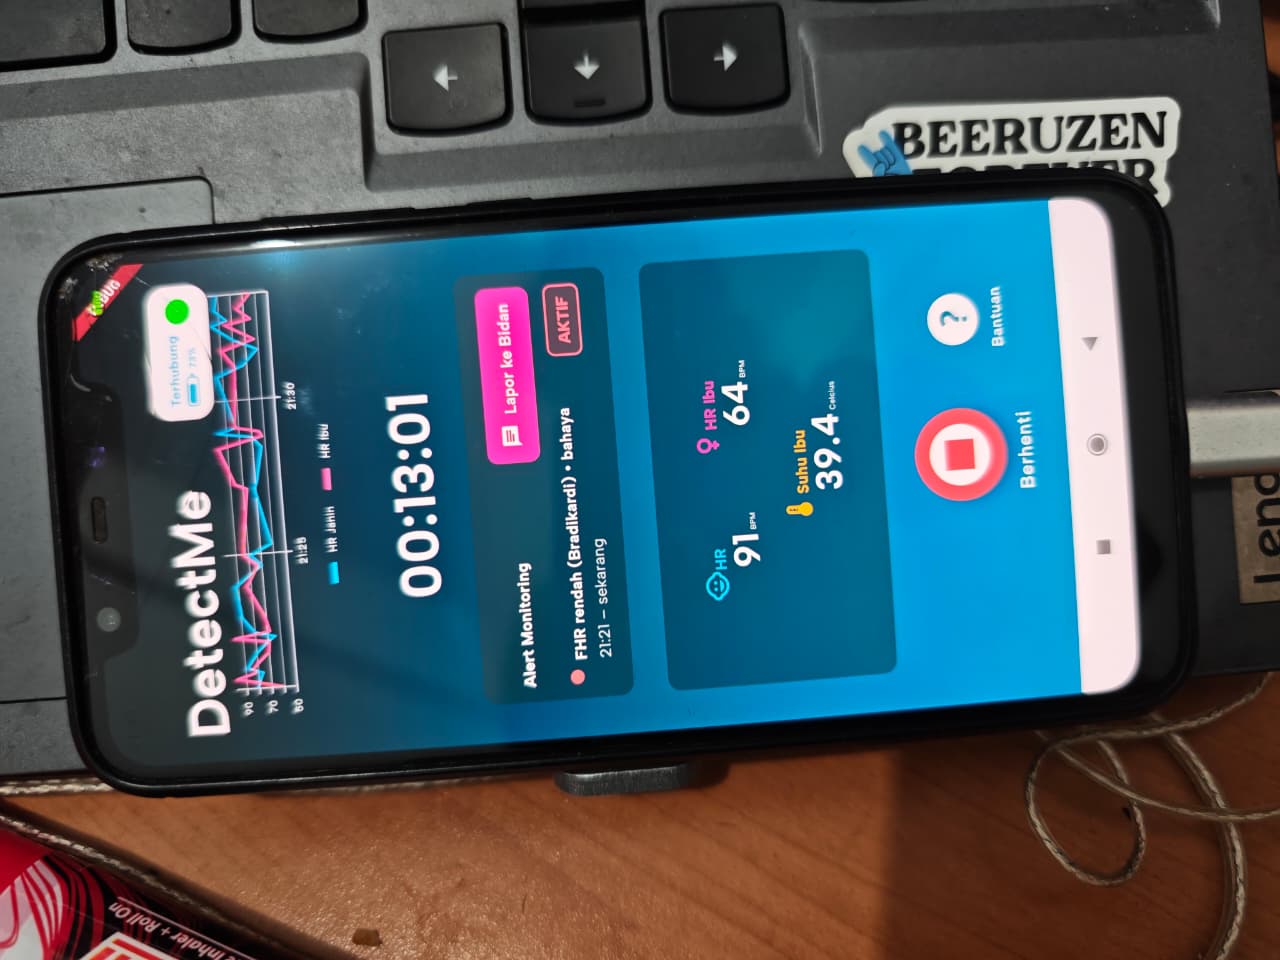 DetectMe
Terhubung
73%
90
70
50
21:25
21:30
HR Janin
HR Ibu
00:13:01
Alert Monitoring
Lapor ke Bidan
FHR rendah (Bradikardi) • bahaya
AKTIF
21:21 – sekarang
HR
91 BPM
HR Ibu
64 BPM
Suhu Ibu
39.4 Celcius
Berhenti
? Bantuan
BEERUZEN
Inhaler + Roll On